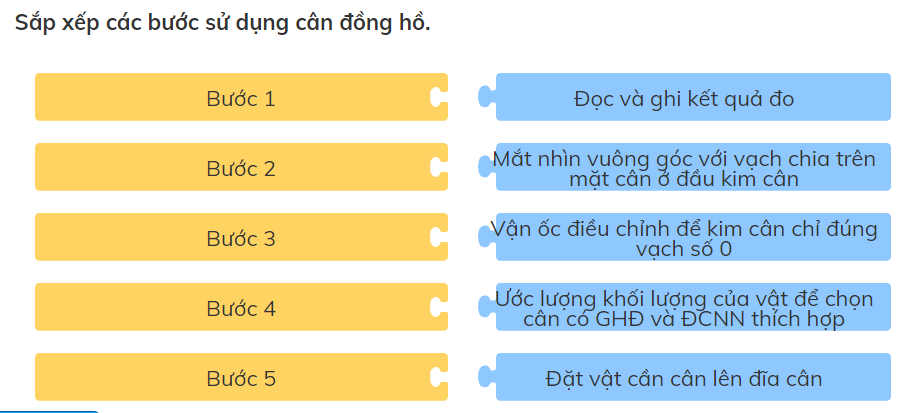 Sắp xếp các bước sử dụng cân đồng hồ.
Bước 1
Đọc và ghi kết quả đo
Bước 2
Mắt nhìn vuông góc với vạch chia trên
mặt cân ở đầu kim cân
Bước 3
Vận ốc điều chỉnh để kim cân chỉ đúng
vạch số 0
Bước 4
Ước lượng khối lượng của vật để chọn
cân có GHĐ và ĐCNN thích hợp
Bước 5
Đặt vật cần cân lên đĩa cân